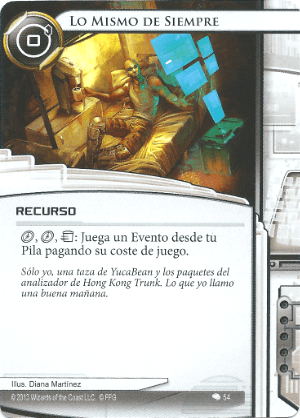 LO MISMO DE SIEMPRE
0
RECURSO
, , : Juega un Evento desde tu
Pila pagando su coste de juego.
Sólo yo, una taza de YucaBean y los paquetes del
analizador de Hong Kong Trunk. Lo que yo llamo
una buena mañana.
Illus. Diana Martínez
© 2013 Wizards of the Coast LLC. © FFG
54